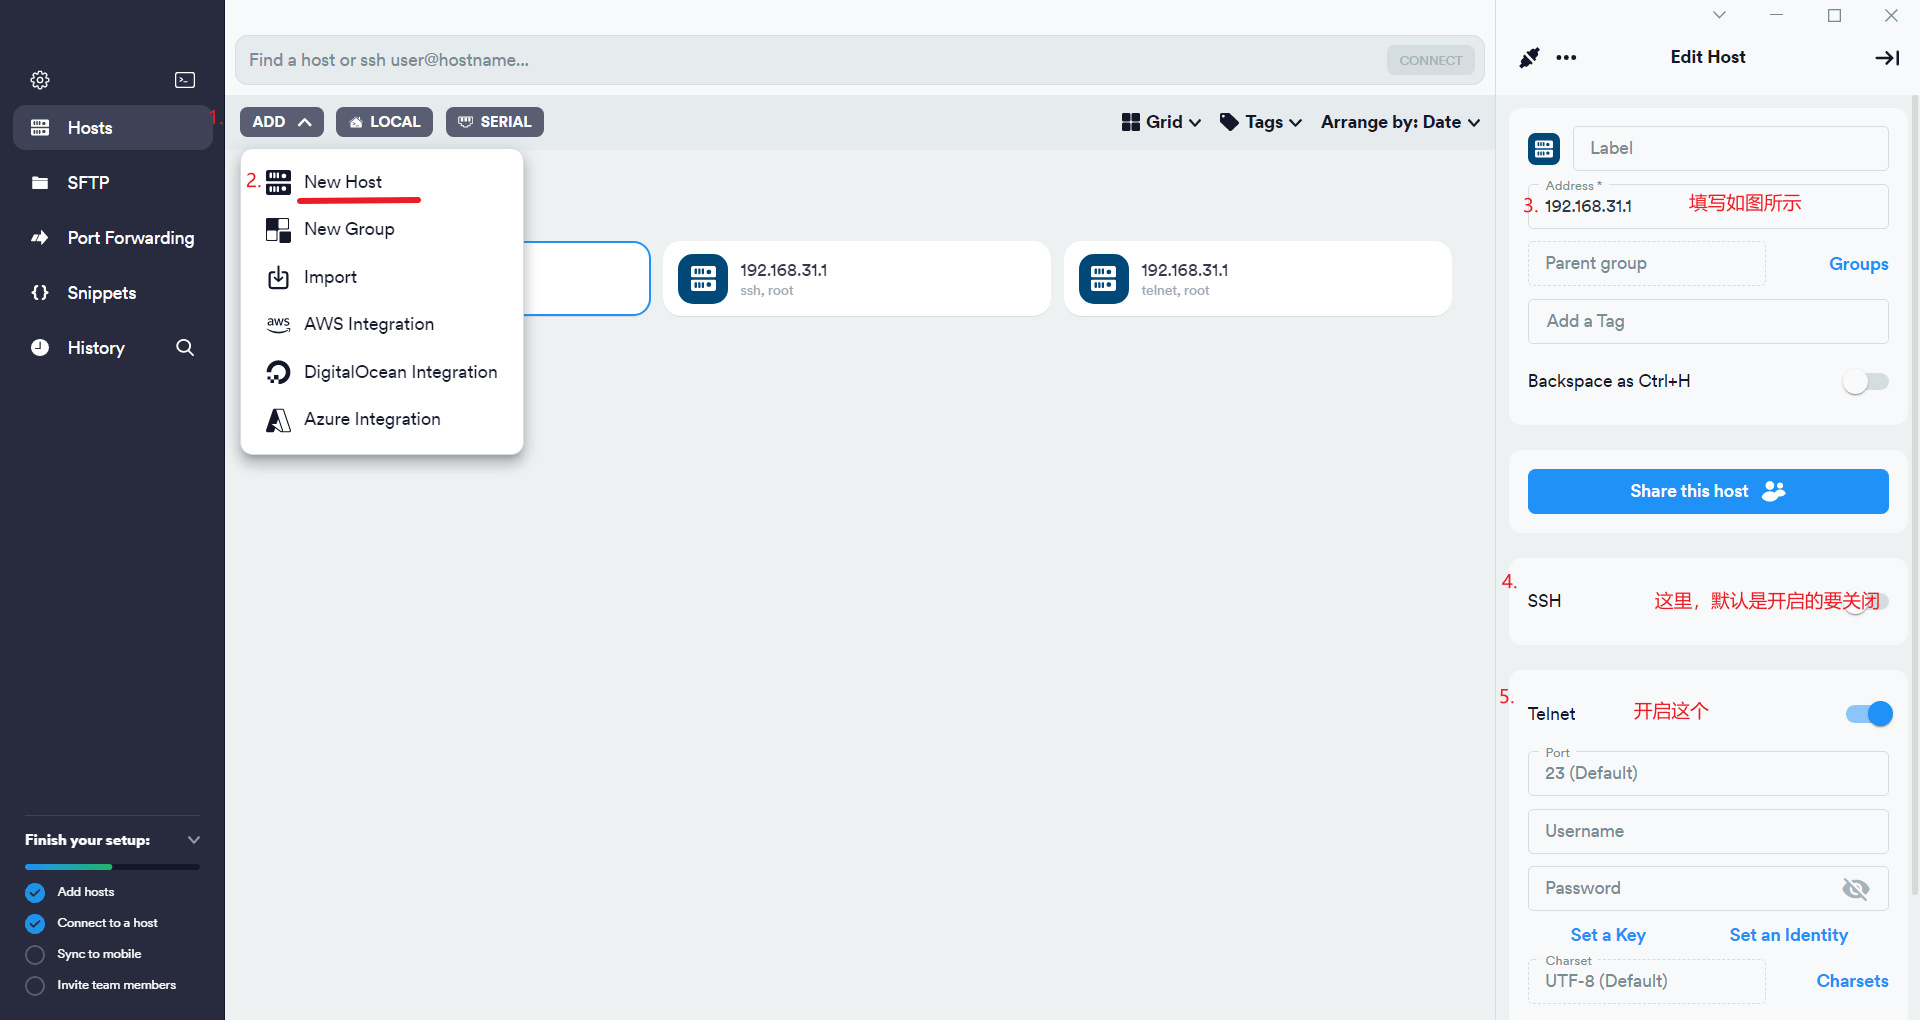 Find a host or ssh user@hostname...
CONNECT
Edit Host
1.
Hosts
SFTP
Port Forwarding
Snippets
History
ADD
LOCAL
SERIAL
Grid
Tags
Arrange by: Date
2.
New Host
New Group
Import
aws AWS Integration
DigitalOcean Integration
Azure Integration
192.168.31.1
ssh, root
192.168.31.1
telnet, root
Label
Address *
3. 192.168.31.1 填写如图所示
Parent group
Groups
Add a Tag
Backspace as Ctrl+H
Share this host
4.
SSH
这里，默认是开启的要关闭
5.
Telnet
开启这个
Port
23 (Default)
Username
Password
Set a Key
Set an Identity
Charset
UTF-8 (Default)
Charsets
Finish your setup:
Add hosts
Connect to a host
Sync to mobile
Invite team members